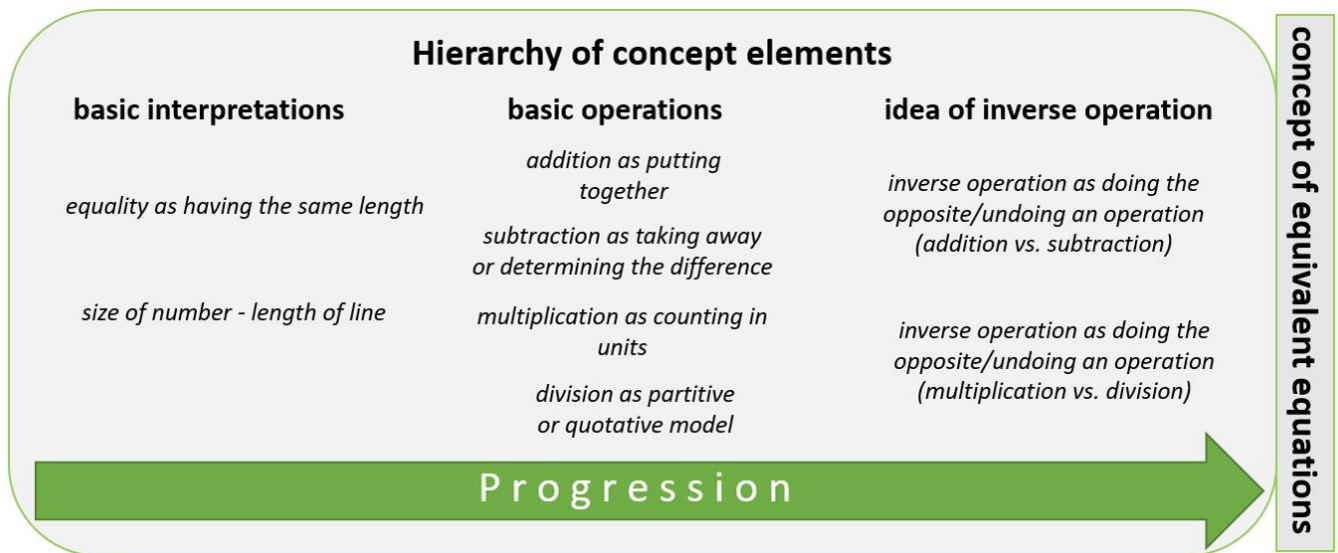 Hierarchy of concept elements
basic interpretations
equality as having the same length
size of number - length of line
basic operations
addition as putting
together
subtraction as taking away
or determining the difference
multiplication as counting in
units
division as partitive
or quotative model
idea of inverse operation
inverse operation as doing the
opposite/undoing an operation
(addition vs. subtraction)
inverse operation as doing the
opposite/undoing an operation
(multiplication vs. division)
Progression
concept of equivalent equations